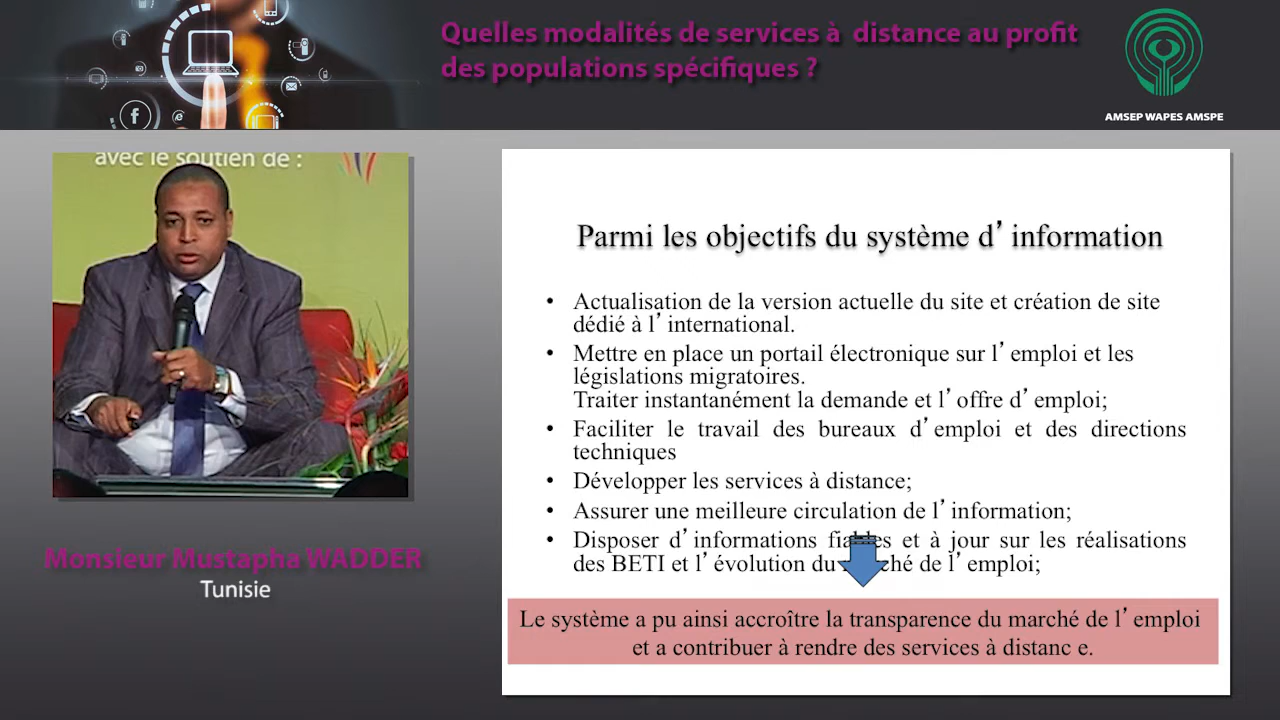 Quelles modalités de services à distance au profit
des populations spécifiques ?
AMSEP WAPES AMSPE
avec le soutien de :
Parmi les objectifs du système d’information
• Actualisation de la version actuelle du site et création de site
dédié à l’international.
• Mettre en place un portail électronique sur l’emploi et les
législations migratoires.
Traiter instantanément la demande et l’offre d’emploi;
• Faciliter le travail des bureaux d’emploi et des directions
techniques
• Développer les services à distance;
• Assurer une meilleure circulation de l’information;
• Disposer d’informations fiables et à jour sur les réalisations
des BETI et l’évolution du marché de l’emploi;
Le système a pu ainsi accroître la transparence du marché de l’emploi
et a contribuer à rendre des services à distanc e.
Monsieur Mustapha WADDER
Tunisie